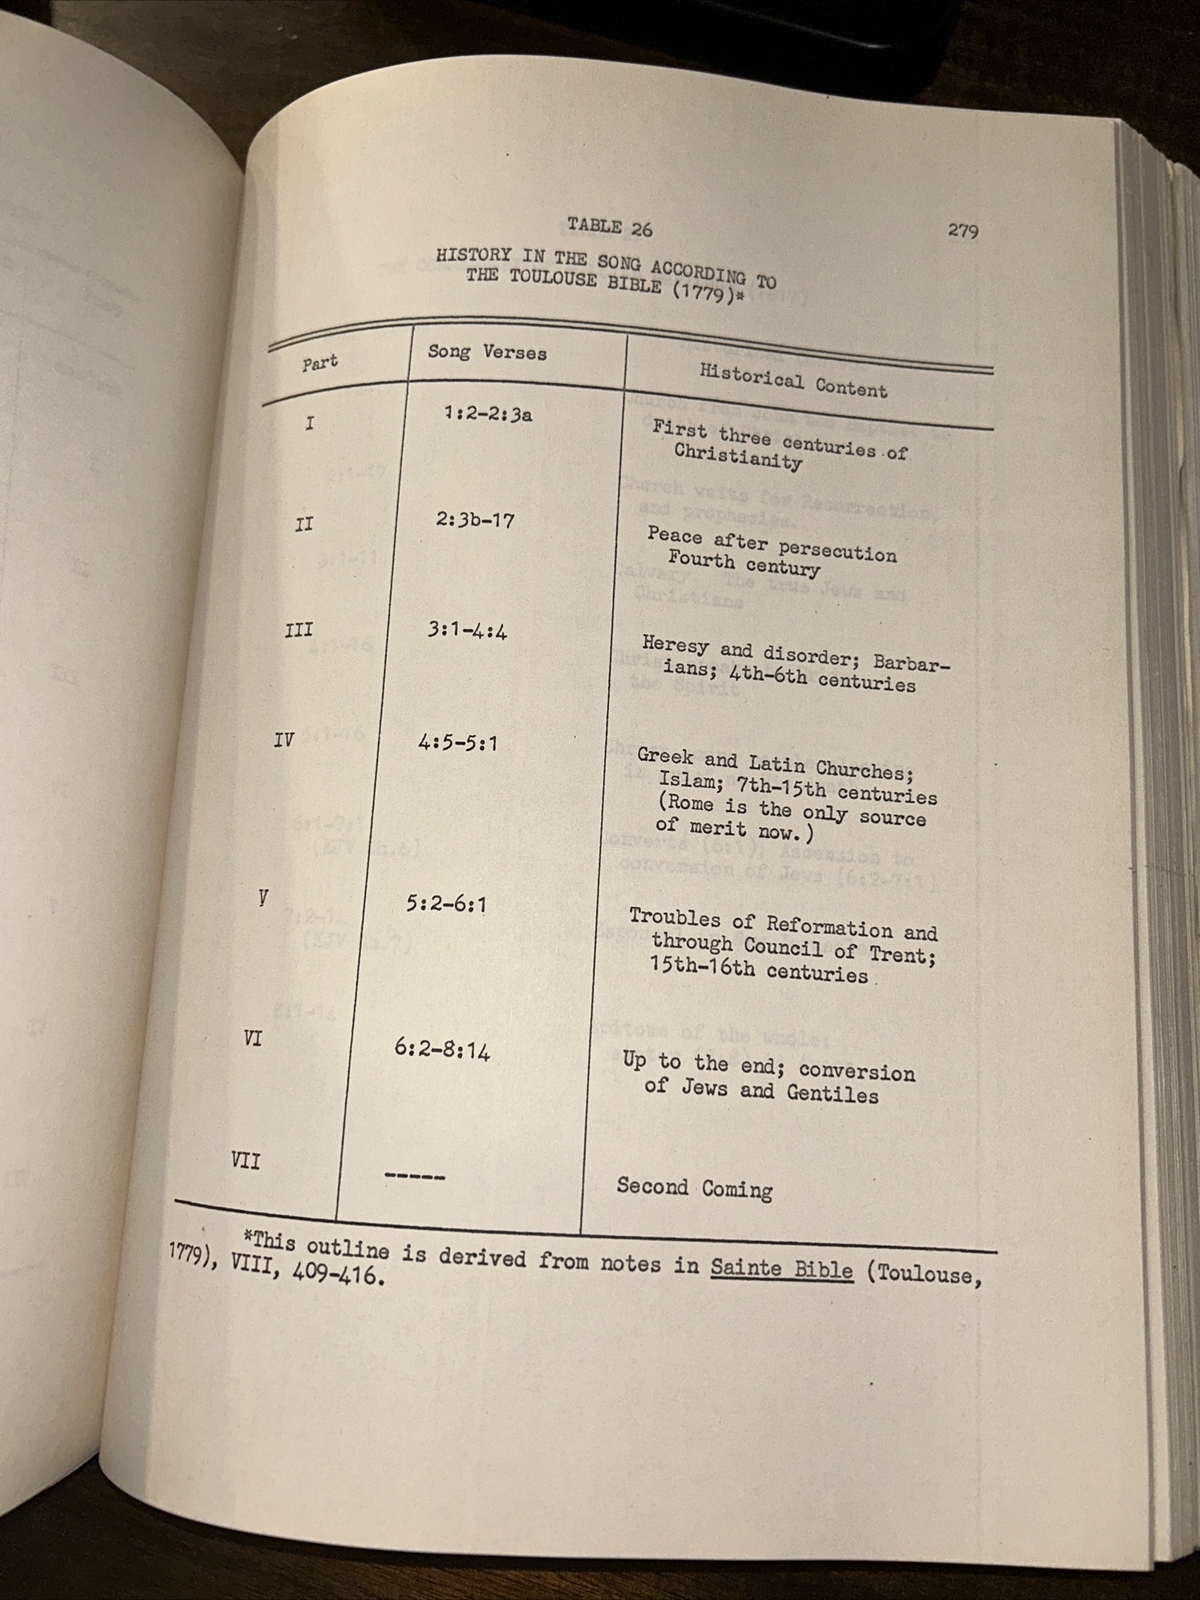 TABLE 26
279
HISTORY IN THE SONG ACCORDING TO
THE TOULOUSE BIBLE (1779)*
Part Song Verses Historical Content
I 1:2-2:3a First three centuries of
Christianity
II 2:3b-17 Peace after persecution
Fourth century
III 3:1-4:4 Heresy and disorder; Barbar-
ians; 4th-6th centuries
IV 4:5-5:1 Greek and Latin Churches;
Islam; 7th-15th centuries
(Rome is the only source
of merit now.)
V 5:2-6:1 Troubles of Reformation and
through Council of Trent;
15th-16th centuries
VI 6:2-8:14 Up to the end; conversion
of Jews and Gentiles
VII ----- Second Coming
*This outline is derived from notes in Sainte Bible (Toulouse,
1779), VIII, 409-416.